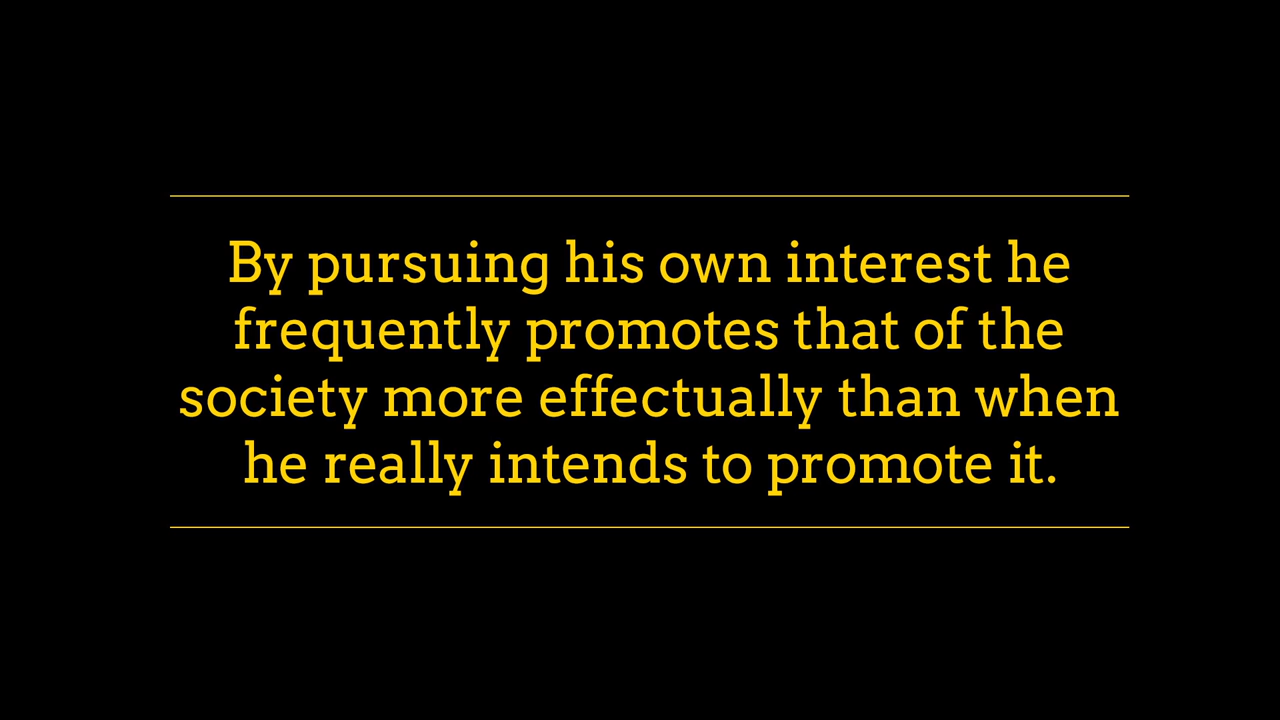 By pursuing his own interest he
frequently promotes that of the
society more effectually than when
he really intends to promote it.